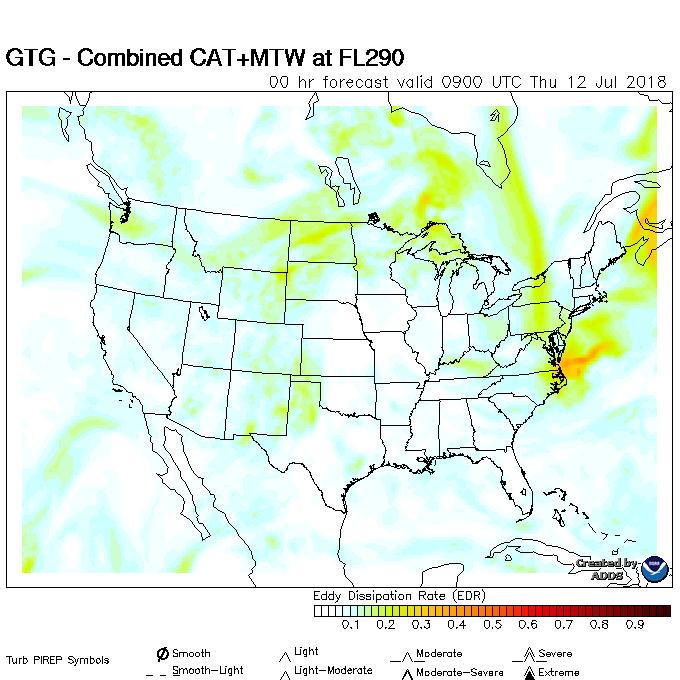 GTG - Combined CAT+MTW at FL290
00 hr forecast valid 0900 UTC Thu 12 Jul 2018
Created by
ADDS
Eddy Dissipation Rate (EDR)
0.1 0.2 0.3 0.4 0.5 0.6 0.7 0.8 0.9
Turb PIREP Symbols
Smooth Light Moderate Severe
Smooth-Light Light-Moderate Moderate-Severe Extreme